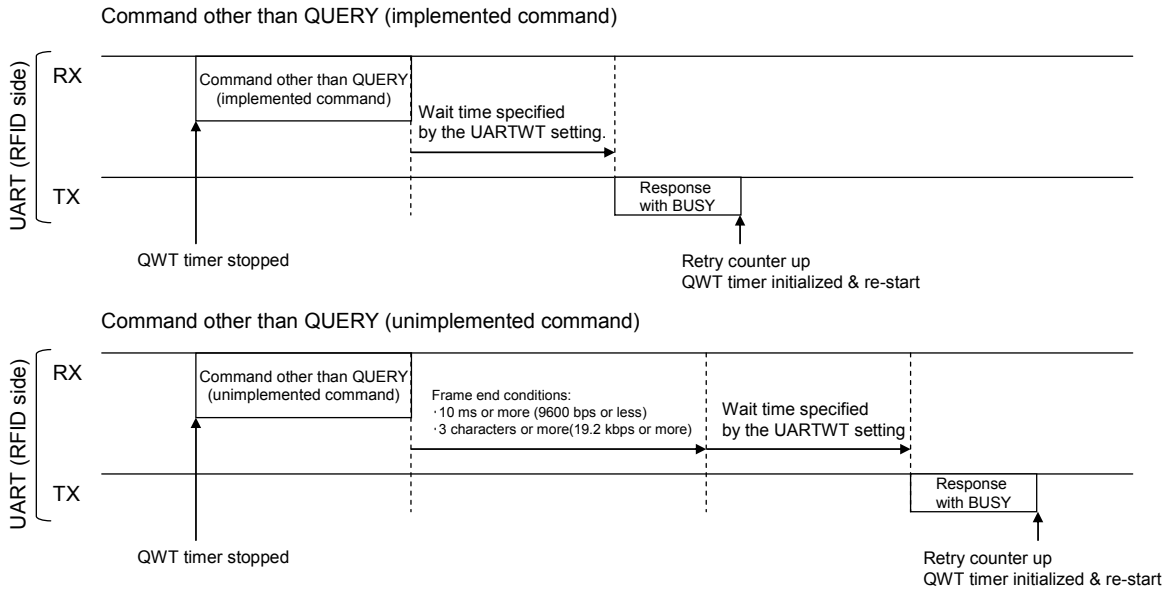 Command other than QUERY (implemented command)
UART (RFID side)
RX
Command other than QUERY
(implemented command)
Wait time specified
by the UARTWT setting.
TX
Response
with BUSY
QWT timer stopped
Retry counter up
QWT timer initialized & re-start
Command other than QUERY (unimplemented command)
UART (RFID side)
RX
Command other than QUERY
(unimplemented command)
Frame end conditions:
·10 ms or more (9600 bps or less)
·3 characters or more(19.2 kbps or more)
Wait time specified
by the UARTWT setting
TX
Response
with BUSY
QWT timer stopped
Retry counter up
QWT timer initialized & re-start